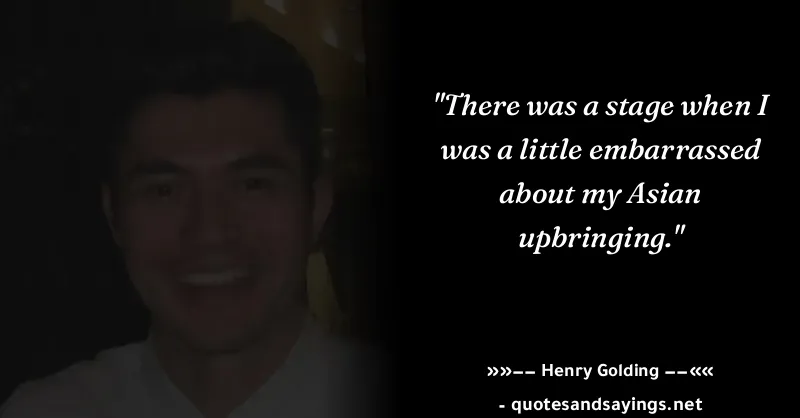 "There was a stage when I
was a little embarrassed
about my Asian
upbringing."
»»–– Henry Golding ––««
- quotesandsayings.net